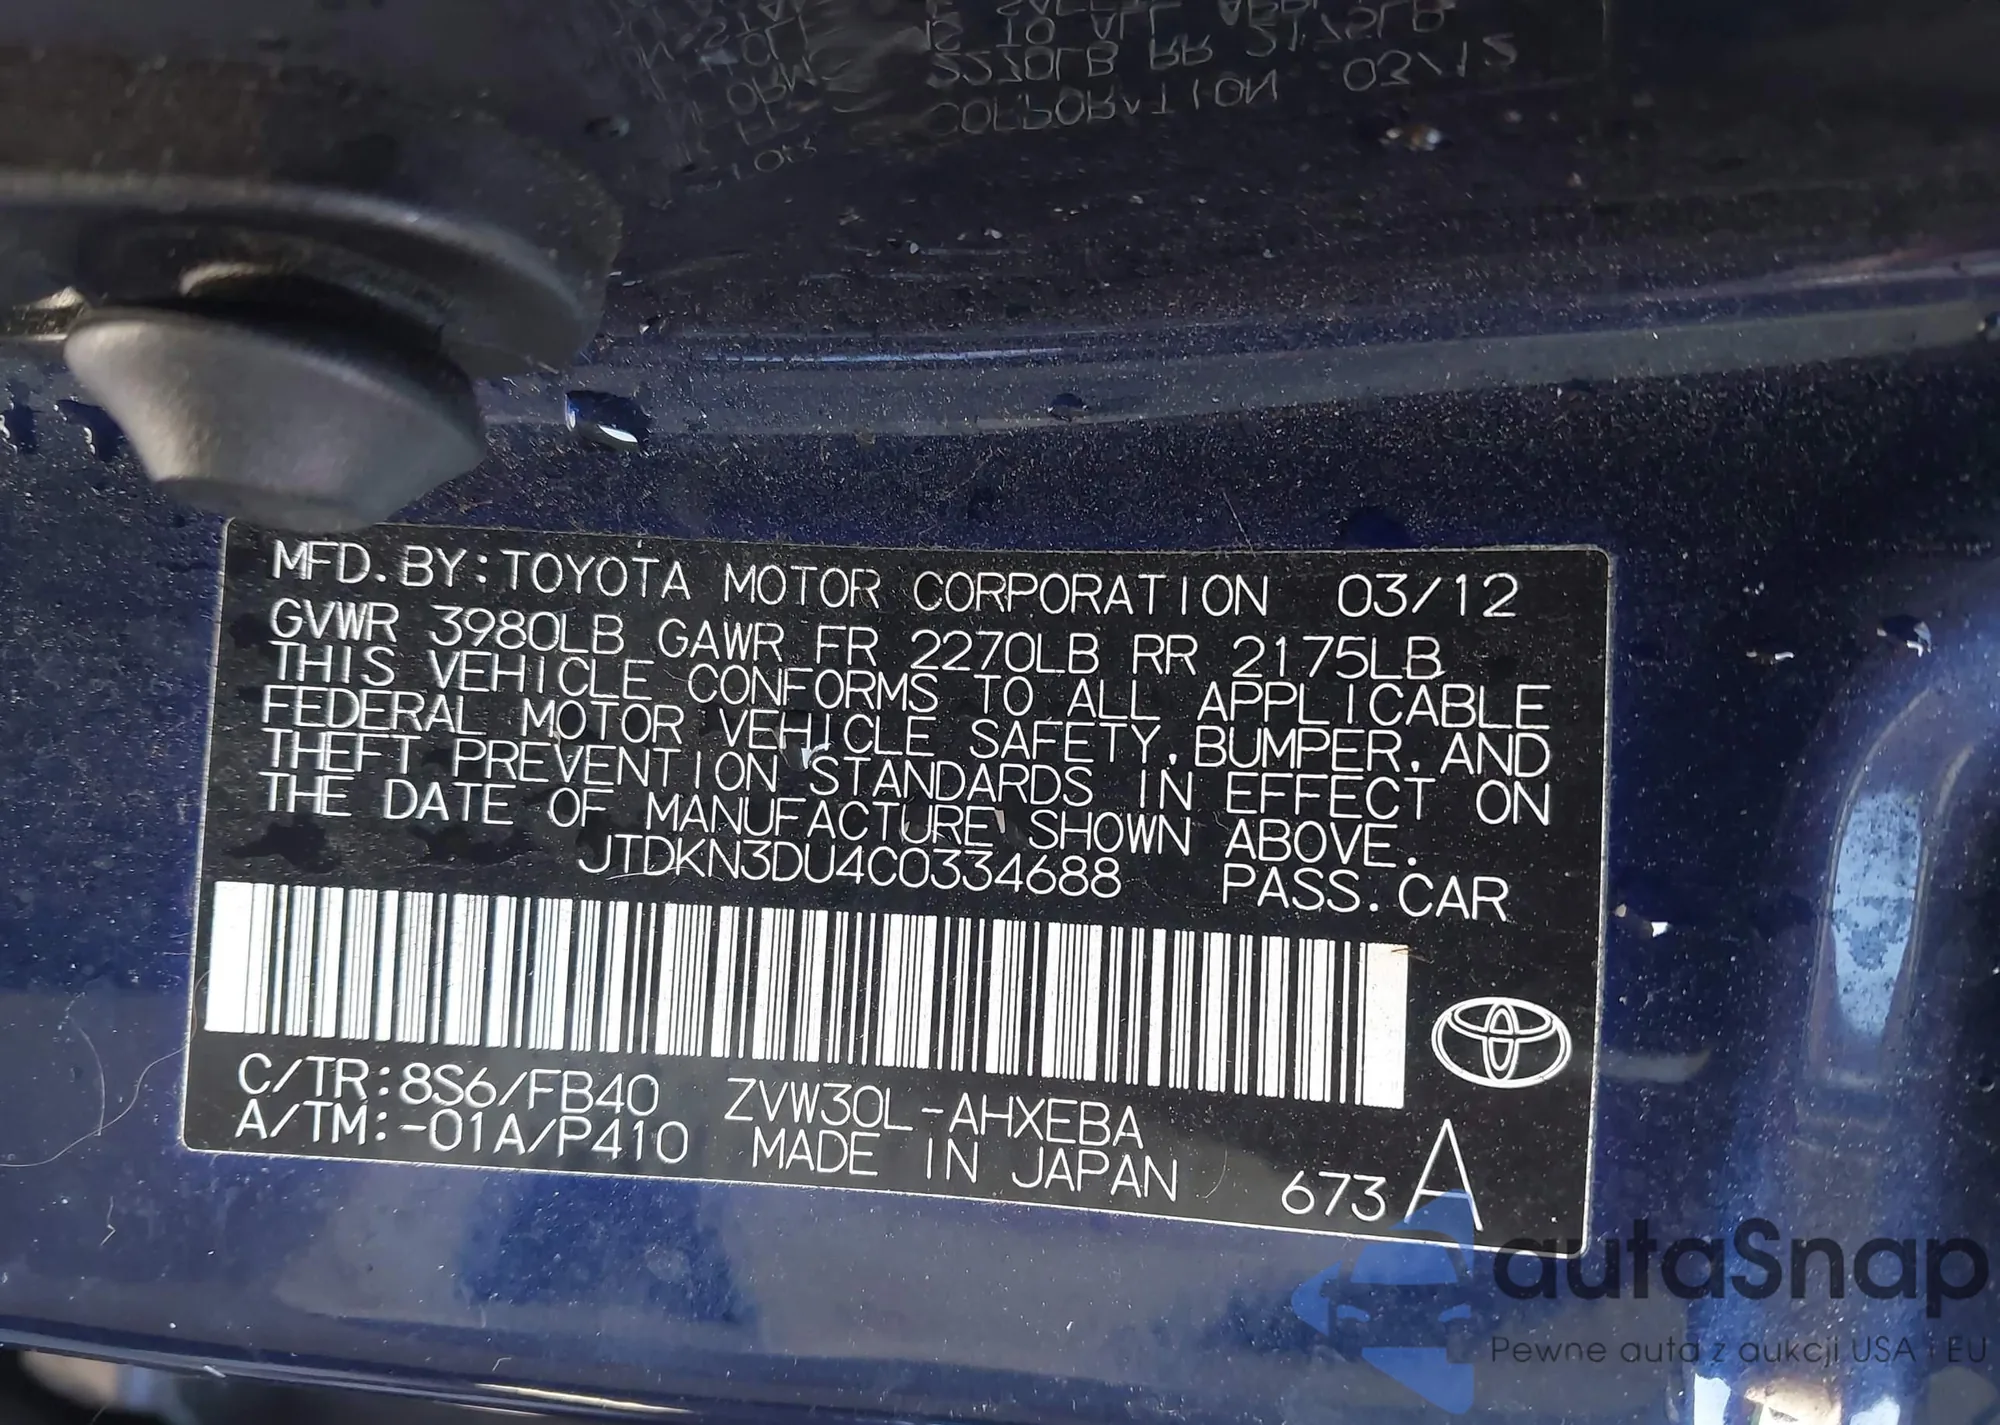 MFD.BY:TOYOTA MOTOR CORPORATION 03/12
GVWR 3980LB GAWR FR 2270LB RR 2175LB
THIS VEHICLE CONFORMS TO ALL APPLICABLE
FEDERAL MOTOR VEHICLE SAFETY, BUMPER, AND
THEFT PREVENTION STANDARDS IN EFFECT ON
THE DATE OF MANUFACTURE SHOWN ABOVE.
JTDKN3DU4C0334688 PASS.CAR
C/TR:8S6/FB40 ZVW30L-AHXEBA
A/TM:-01A/P410 MADE IN JAPAN 673 A
autaSnap
Pewne auta z aukcji USA i EU